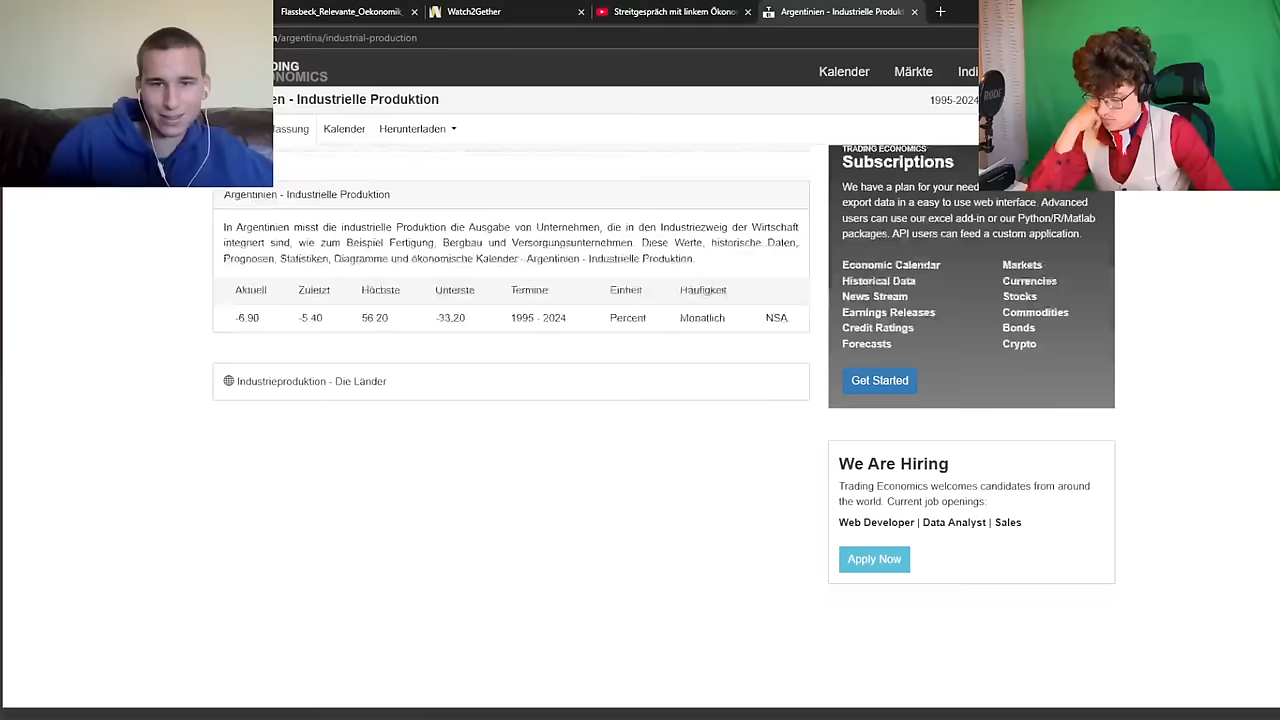 Flassbeck_Relevante_Oekonomik
Watch2Gether
Streitgespräch mit linkem
Argentinien - Industrielle Produkt
/industrial-production
ECONOMICS
Kalender Märkte
- Industrielle Produktion
1995-2024
Kalender Herunterladen
Argentinien - Industrielle Produktion
In Argentinien misst die industrielle Produktion die Ausgabe von Unternehmen, die in den Industriezweig der Wirtschaft
integriert sind, wie zum Beispiel Fertigung, Bergbau und Versorgungsunternehmen. Diese Werte, historische Daten,
Prognosen, Statistiken, Diagramme und ökonomische Kalender - Argentinien - Industrielle Produktion.
Aktuell Zuletzt Höchste Unterste Termine Einheit Häufigkeit
-6.90 -5.40 56.20 -33.20 1995 - 2024 Percent Monatlich NSA
Industrieproduktion - Die Länder
TRADING ECONOMICS
Subscriptions
We have a plan for your
export data in a easy to use web interface. Advanced
users can use our excel add-in or our Python/R/Matlab
packages. API users can feed a custom application.
Economic Calendar Markets
Historical Data Currencies
News Stream Stocks
Earnings Releases Commodities
Credit Ratings Bonds
Forecasts Crypto
Get Started
We Are Hiring
Trading Economics welcomes candidates from around
the world. Current job openings:
Web Developer | Data Analyst | Sales
Apply Now
RODE